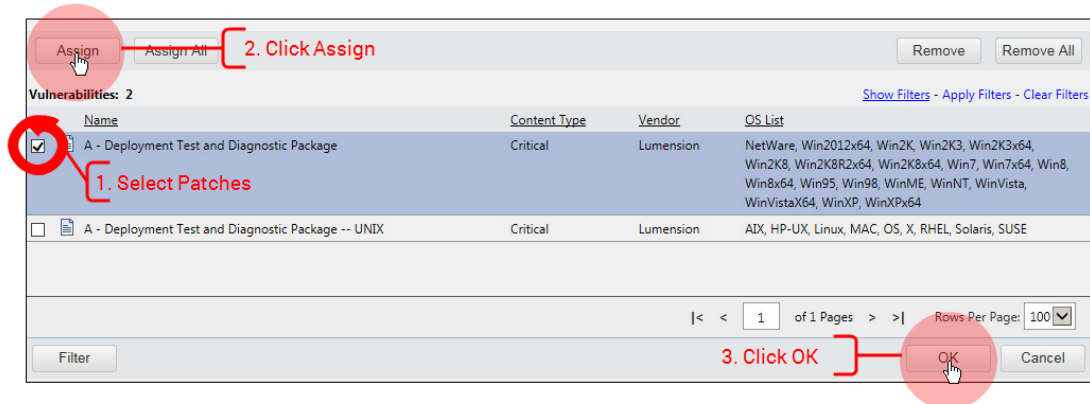 Assign Assign All 2. Click Assign Remove Remove All
Vulnerabilities: 2 Show Filters - Apply Filters - Clear Filters
Name Content Type Vendor OS List
A - Deployment Test and Diagnostic Package Critical Lumension NetWare, Win2012x64, Win2K, Win2K3, Win2K3x64,
Win2K8, Win2K8R2x64, Win2K8x64, Win7, Win7x64, Win8,
1. Select Patches Win8x64, Win95, Win98, WinME, WinNT, WinVista,
WinVistaX64, WinXP, WinXPx64
A - Deployment Test and Diagnostic Package -- UNIX Critical Lumension AIX, HP-UX, Linux, MAC, OS, X, RHEL, Solaris, SUSE
|< < 1 of 1 Pages > >| Rows Per Page: 100
Filter 3. Click OK OK Cancel